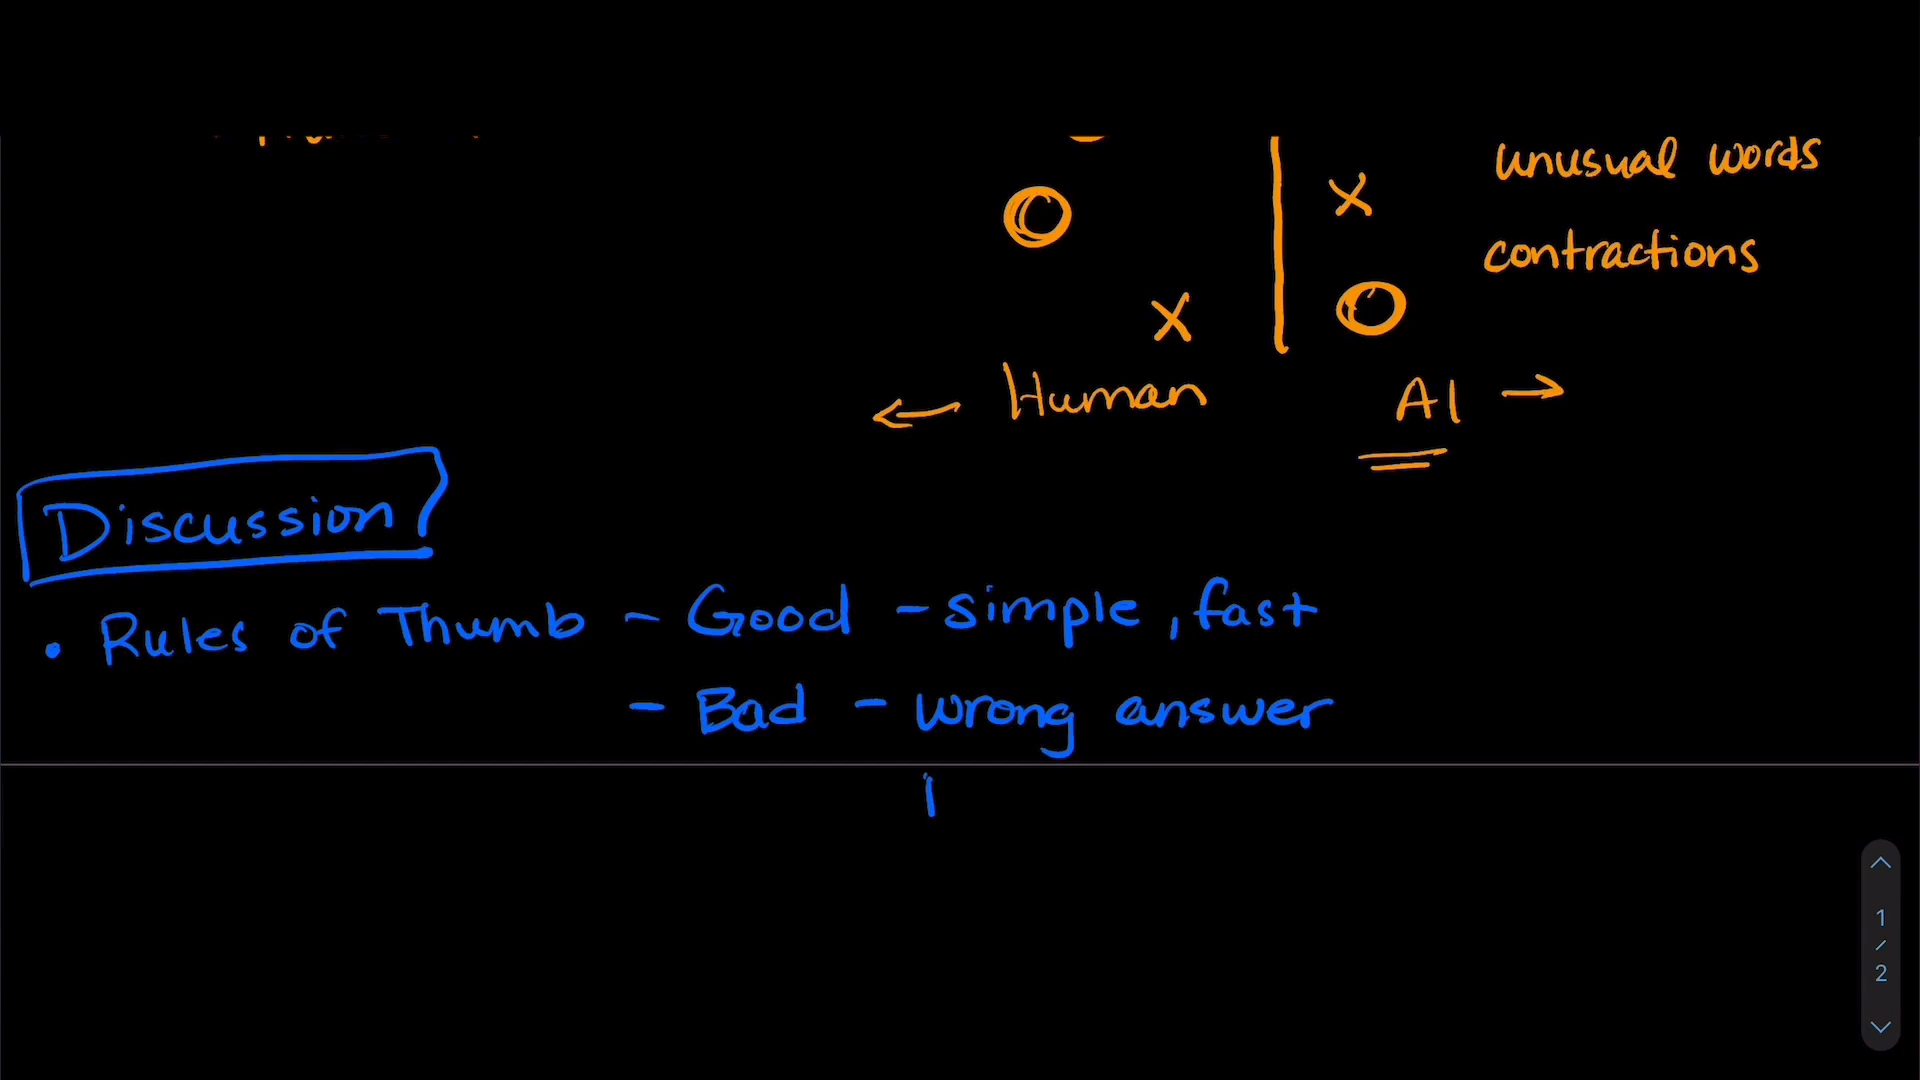 unusual words
X
contractions
X
← Human AI →
Discussion
• Rules of Thumb - Good - simple, fast
- Bad - wrong answer
1
/
2